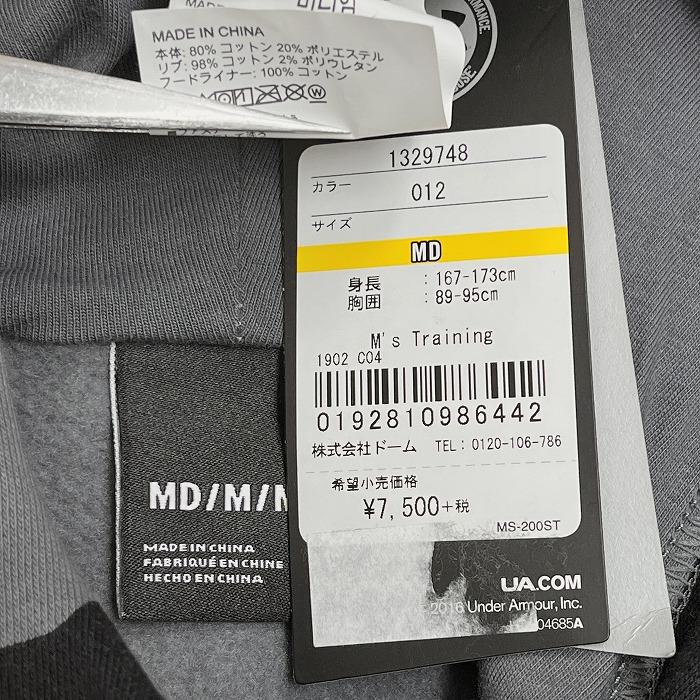 MADE IN CHINA
本体: 80% コットン 20% ポリエステル
リブ: 98% コットン 2% ポリウレタン
フードライナー: 100% コットン
1329748
カラー
012
サイズ
MD
身長 : 167-173cm
胸囲 : 89-95cm
M's Training
1902 C04
0192810986442
株式会社ドーム TEL: 0120-106-786
希望小売価格
¥7,500+税
MS-200ST
UA.COM
2016 Under Armour, Inc.
04685A
MD/M/
MADE IN CHINA
FABRIQUÉ EN CHINE
HECHO EN CHINA